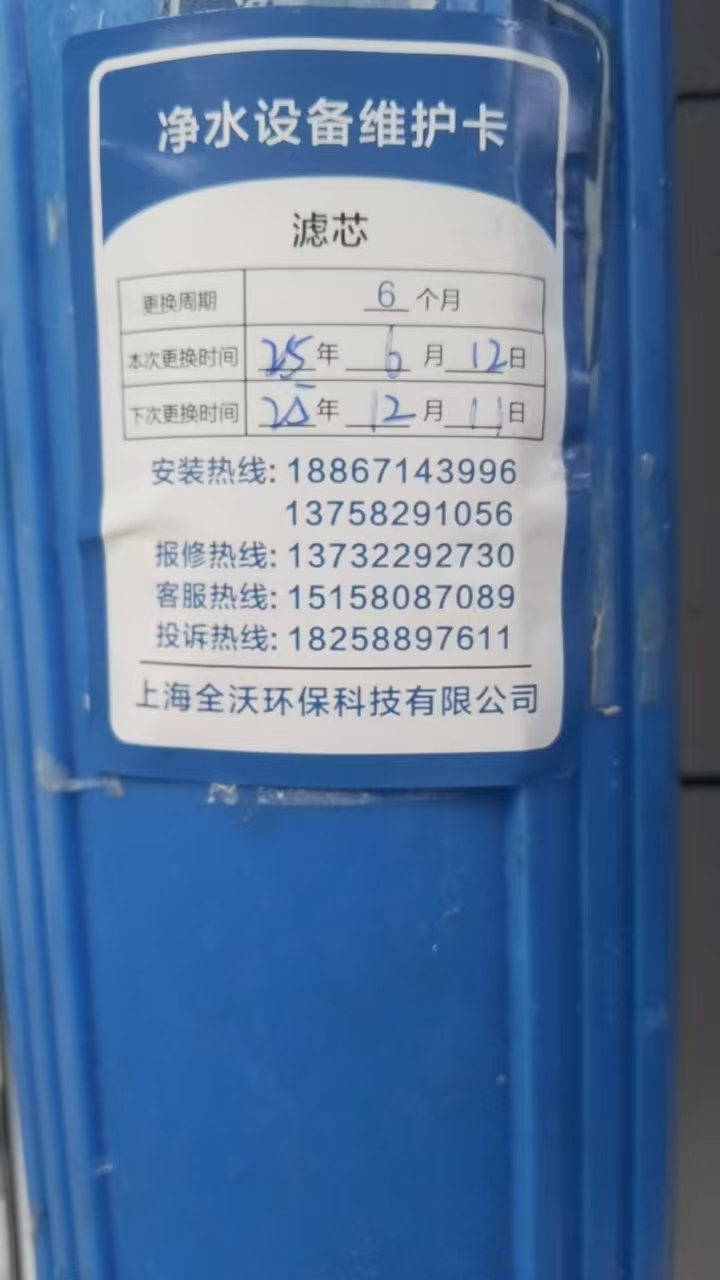 净水设备维护卡
滤芯
更换周期 6 个月
本次更换时间 25 年 6 月 12 日
下次更换时间 25 年 12 月 11 日
安装热线: 18867143996
13758291056
报修热线: 13732292730
客服热线: 15158087089
投诉热线: 18258897611
上海全沃环保科技有限公司